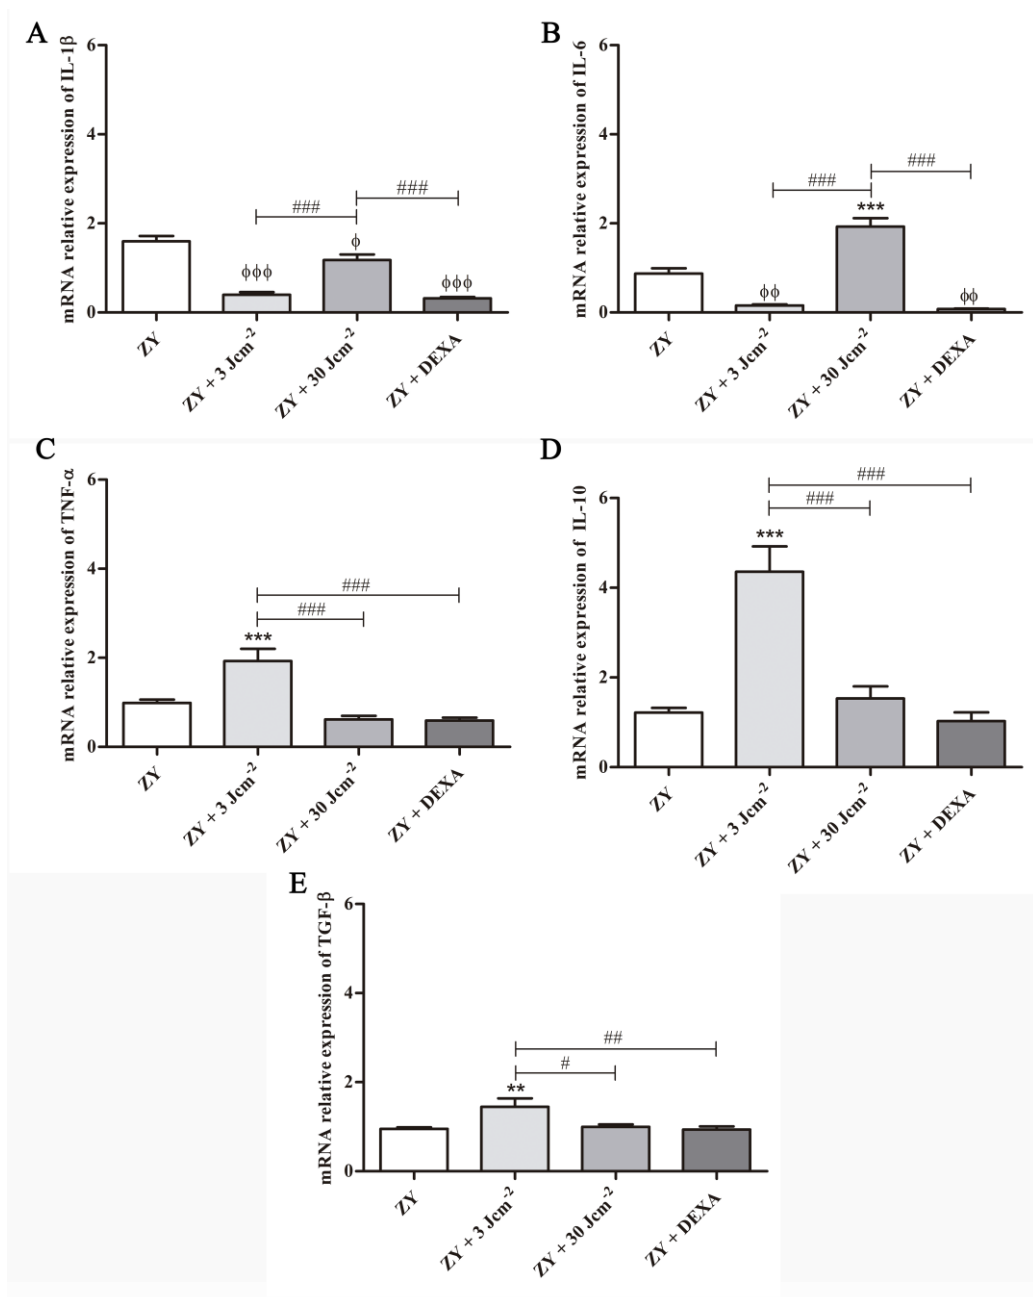 A
mRNA relative expression of IL-1β
6
4
2
0
###
###
ϕϕϕ
ϕ
ϕϕϕ
ZY
ZY + 3 Jcm-2
ZY + 30 Jcm-2
ZY + DEXA
B
mRNA relative expression of IL-6
6
4
2
0
###
###
***
ϕϕ
ϕϕ
ZY
ZY + 3 Jcm-2
ZY + 30 Jcm-2
ZY + DEXA
C
mRNA relative expression of TNF-α
6
4
2
0
###
###
***
ZY
ZY + 3 Jcm-2
ZY + 30 Jcm-2
ZY + DEXA
D
mRNA relative expression of IL-10
6
4
2
0
###
###
***
ZY
ZY + 3 Jcm-2
ZY + 30 Jcm-2
ZY + DEXA
E
mRNA relative expression of TGF-β
6
4
2
0
##
#
**
ZY
ZY + 3 Jcm-2
ZY + 30 Jcm-2
ZY + DEXA